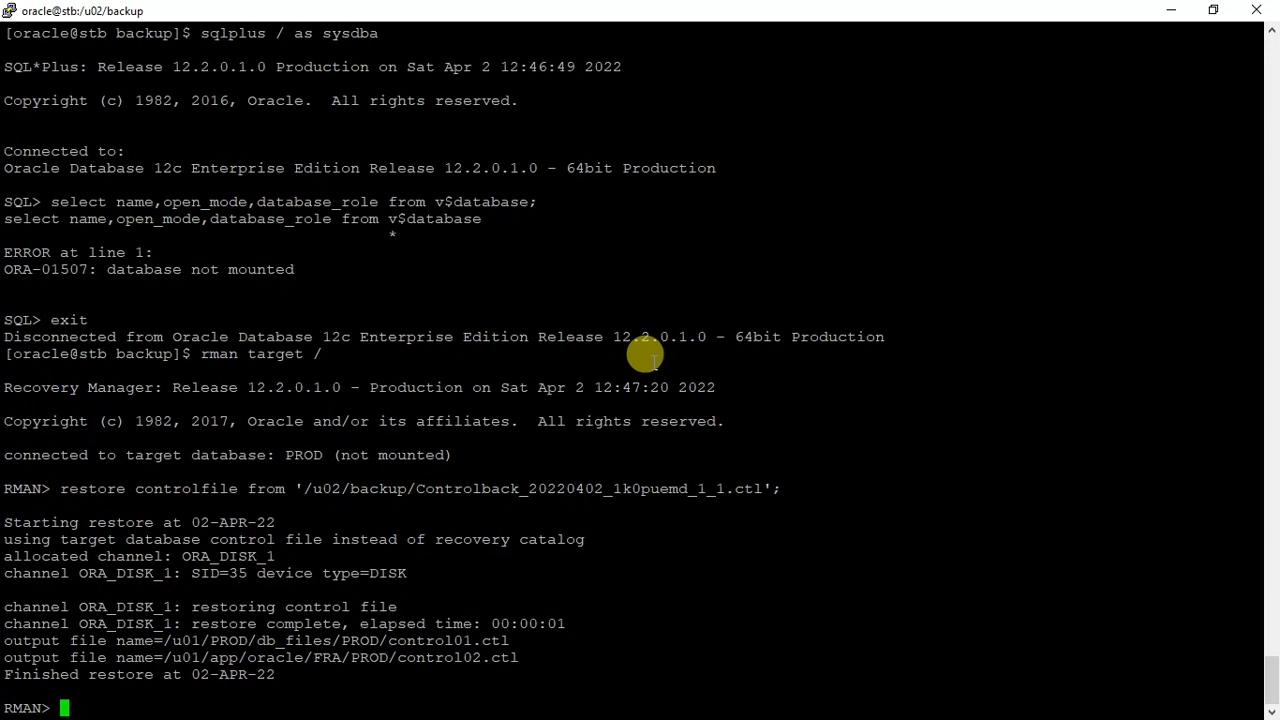 oracle@stb:/u02/backup
[oracle@stb backup]$ sqlplus / as sysdba
SQL*Plus: Release 12.2.0.1.0 Production on Sat Apr 2 12:46:49 2022
Copyright (c) 1982, 2016, Oracle.  All rights reserved.
Connected to:
Oracle Database 12c Enterprise Edition Release 12.2.0.1.0 - 64bit Production
SQL> select name,open_mode,database_role from v$database;
select name,open_mode,database_role from v$database
*
ERROR at line 1:
ORA-01507: database not mounted
SQL> exit
Disconnected from Oracle Database 12c Enterprise Edition Release 12.2.0.1.0 - 64bit Production
[oracle@stb backup]$ rman target /
Recovery Manager: Release 12.2.0.1.0 - Production on Sat Apr 2 12:47:20 2022
Copyright (c) 1982, 2017, Oracle and/or its affiliates.  All rights reserved.
connected to target database: PROD (not mounted)
RMAN> restore controlfile from '/u02/backup/Controlback_20220402_1k0puemd_1_1.ctl';
Starting restore at 02-APR-22
using target database control file instead of recovery catalog
allocated channel: ORA_DISK_1
channel ORA_DISK_1: SID=35 device type=DISK
channel ORA_DISK_1: restoring control file
channel ORA_DISK_1: restore complete, elapsed time: 00:00:01
output file name=/u01/PROD/db_files/PROD/control01.ctl
output file name=/u01/app/oracle/FRA/PROD/control02.ctl
Finished restore at 02-APR-22
RMAN>